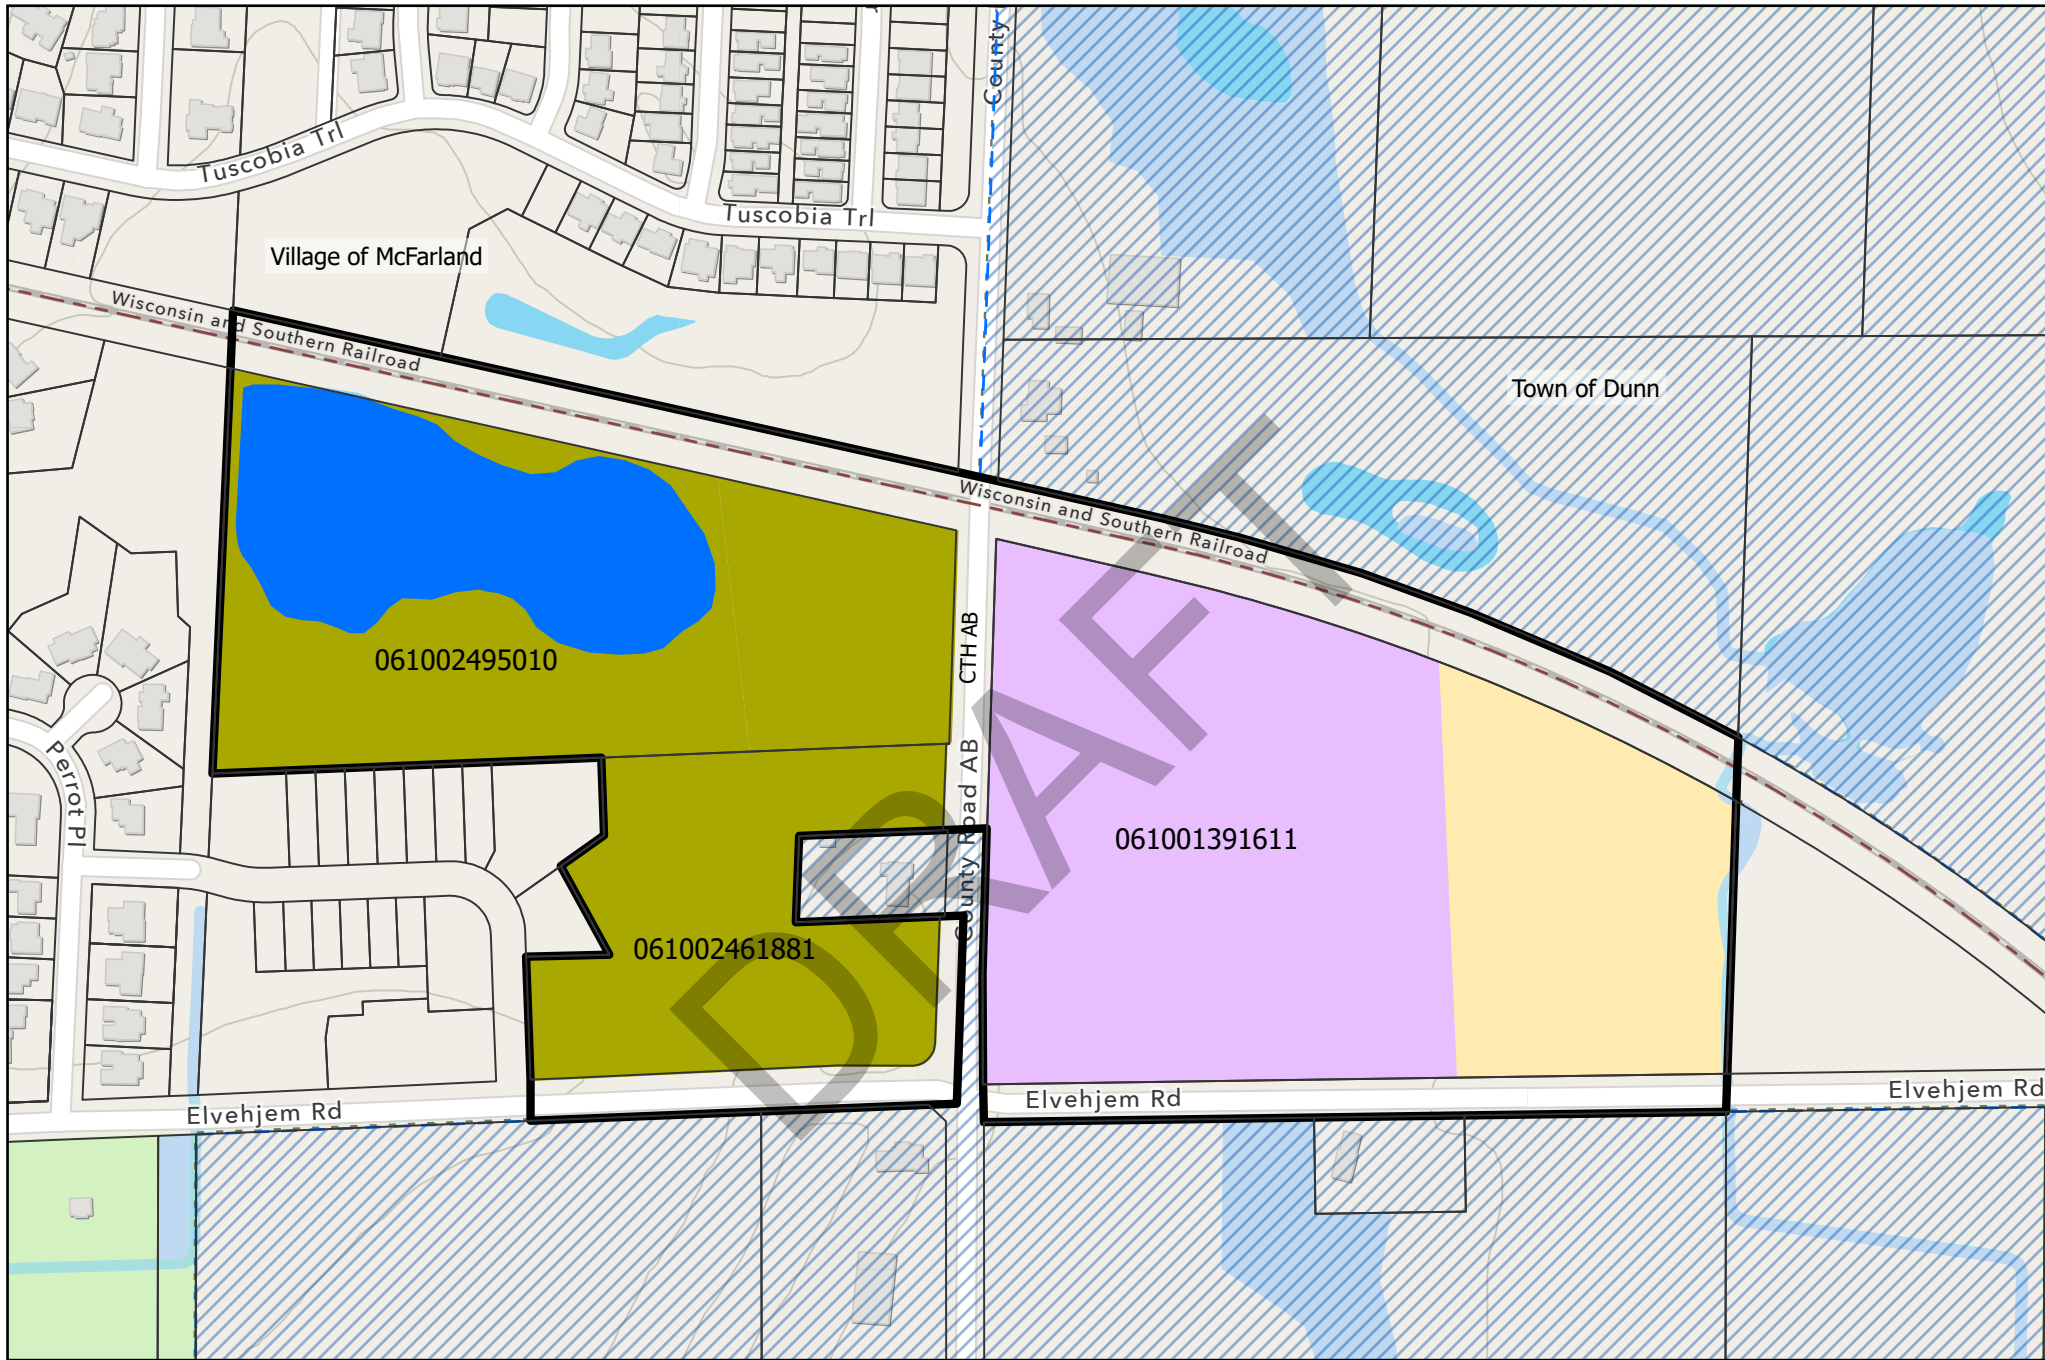 County
Tuscobia Trl
Tuscobia Trl
Village of McFarland
Wisconsin and Southern Railroad
Town of Dunn
Wisconsin and Southern Railroad
CTH AB
061002495010
Perrot Pl
County Road AB
061001391611
061002461881
DRAFT
Elvehjem Rd
Elvehjem Rd
Elvehjem Rd